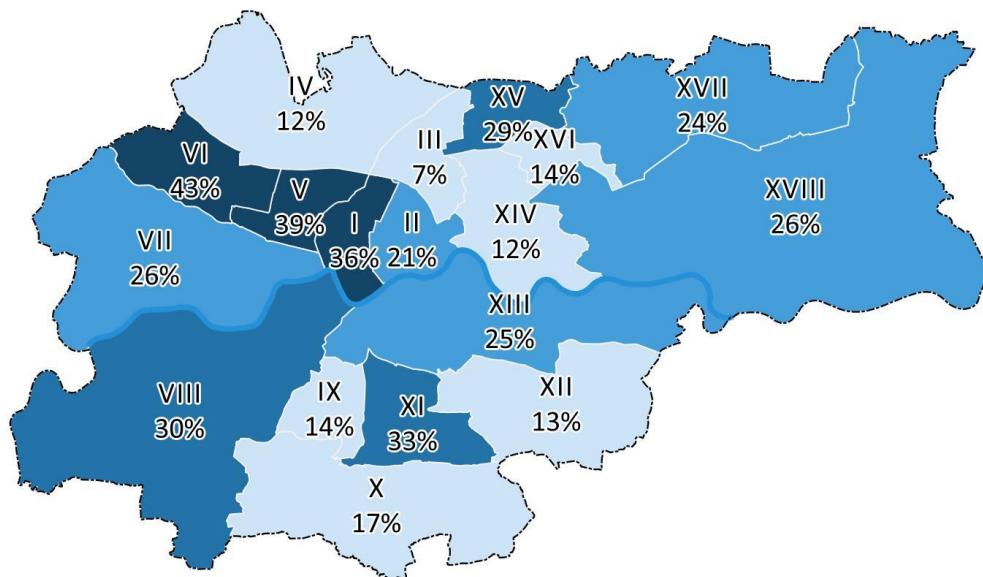 IV
12%
XV
29%
XVII
24%
III
7%
XVI
14%
VI
43%
V
39%
I
36%
II
21%
XIV
12%
XVIII
26%
VII
26%
XIII
25%
VIII
30%
IX
14%
XI
33%
XII
13%
X
17%